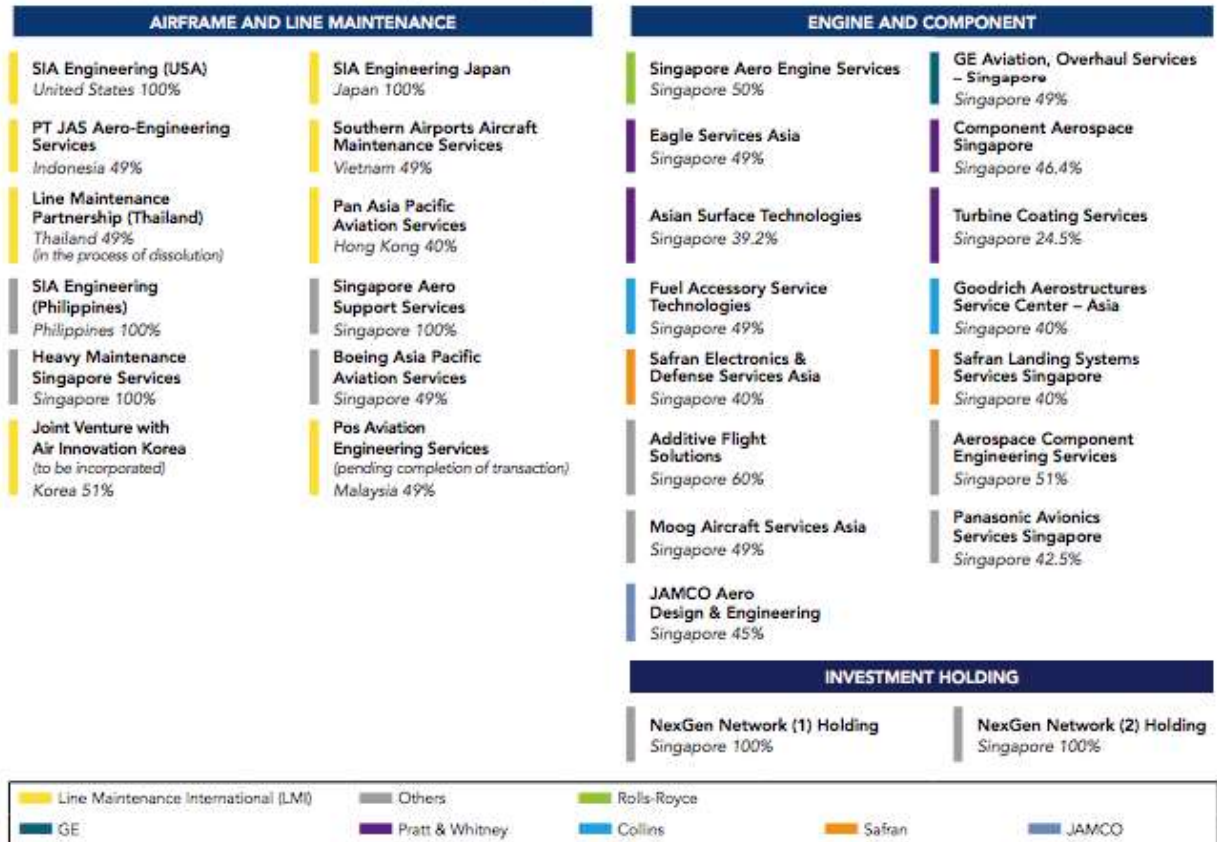 AIRFRAME AND LINE MAINTENANCE
SIA Engineering (USA)
United States 100%
SIA Engineering Japan
Japan 100%
PT JAS Aero-Engineering
Services
Indonesia 49%
Southern Airports Aircraft
Maintenance Services
Vietnam 49%
Line Maintenance
Partnership (Thailand)
Thailand 49%
(in the process of dissolution)
Pan Asia Pacific
Aviation Services
Hong Kong 40%
SIA Engineering
(Philippines)
Philippines 100%
Singapore Aero
Support Services
Singapore 100%
Heavy Maintenance
Singapore Services
Singapore 100%
Boeing Asia Pacific
Aviation Services
Singapore 49%
Joint Venture with
Air Innovation Korea
(to be incorporated)
Korea 51%
Pos Aviation
Engineering Services
(pending completion of transaction)
Malaysia 49%
ENGINE AND COMPONENT
Singapore Aero Engine Services
Singapore 50%
GE Aviation, Overhaul Services
– Singapore
Singapore 49%
Eagle Services Asia
Singapore 49%
Component Aerospace
Singapore
Singapore 46.4%
Asian Surface Technologies
Singapore 39.2%
Turbine Coating Services
Singapore 24.5%
Fuel Accessory Service
Technologies
Singapore 49%
Goodrich Aerostructures
Service Center – Asia
Singapore 40%
Safran Electronics &
Defense Services Asia
Singapore 40%
Safran Landing Systems
Services Singapore
Singapore 40%
Additive Flight
Solutions
Singapore 60%
Aerospace Component
Engineering Services
Singapore 51%
Moog Aircraft Services Asia
Singapore 49%
Panasonic Avionics
Services Singapore
Singapore 42.5%
JAMCO Aero
Design & Engineering
Singapore 45%
INVESTMENT HOLDING
NexGen Network (1) Holding
Singapore 100%
NexGen Network (2) Holding
Singapore 100%
Line Maintenance International (LMI)
Others
Rolls-Royce
GE
Pratt & Whitney
Collins
Safran
JAMCO